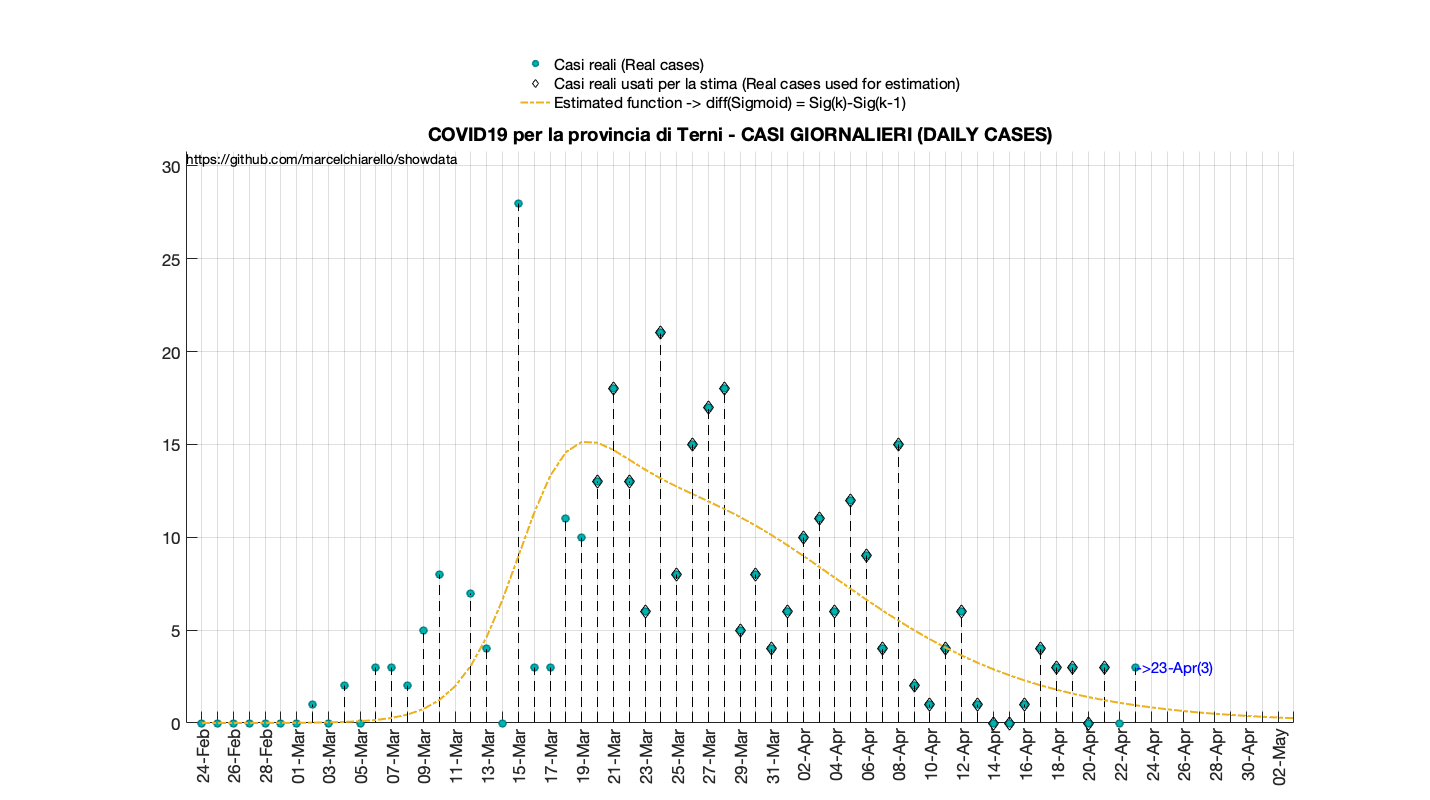 Casi reali (Real cases)
Casi reali usati per la stima (Real cases used for estimation)
Estimated function -> diff(Sigmoid) = Sig(k)-Sig(k-1)
COVID19 per la provincia di Terni - CASI GIORNALIERI (DAILY CASES)
https://github.com/marcelchiarello/showdata
30
25
20
15
10
5
0
->23-Apr(3)
24-Feb
26-Feb
28-Feb
01-Mar
03-Mar
05-Mar
07-Mar
09-Mar
11-Mar
13-Mar
15-Mar
17-Mar
19-Mar
21-Mar
23-Mar
25-Mar
27-Mar
29-Mar
31-Mar
02-Apr
04-Apr
06-Apr
08-Apr
10-Apr
12-Apr
14-Apr
16-Apr
18-Apr
20-Apr
22-Apr
24-Apr
26-Apr
28-Apr
30-Apr
02-May